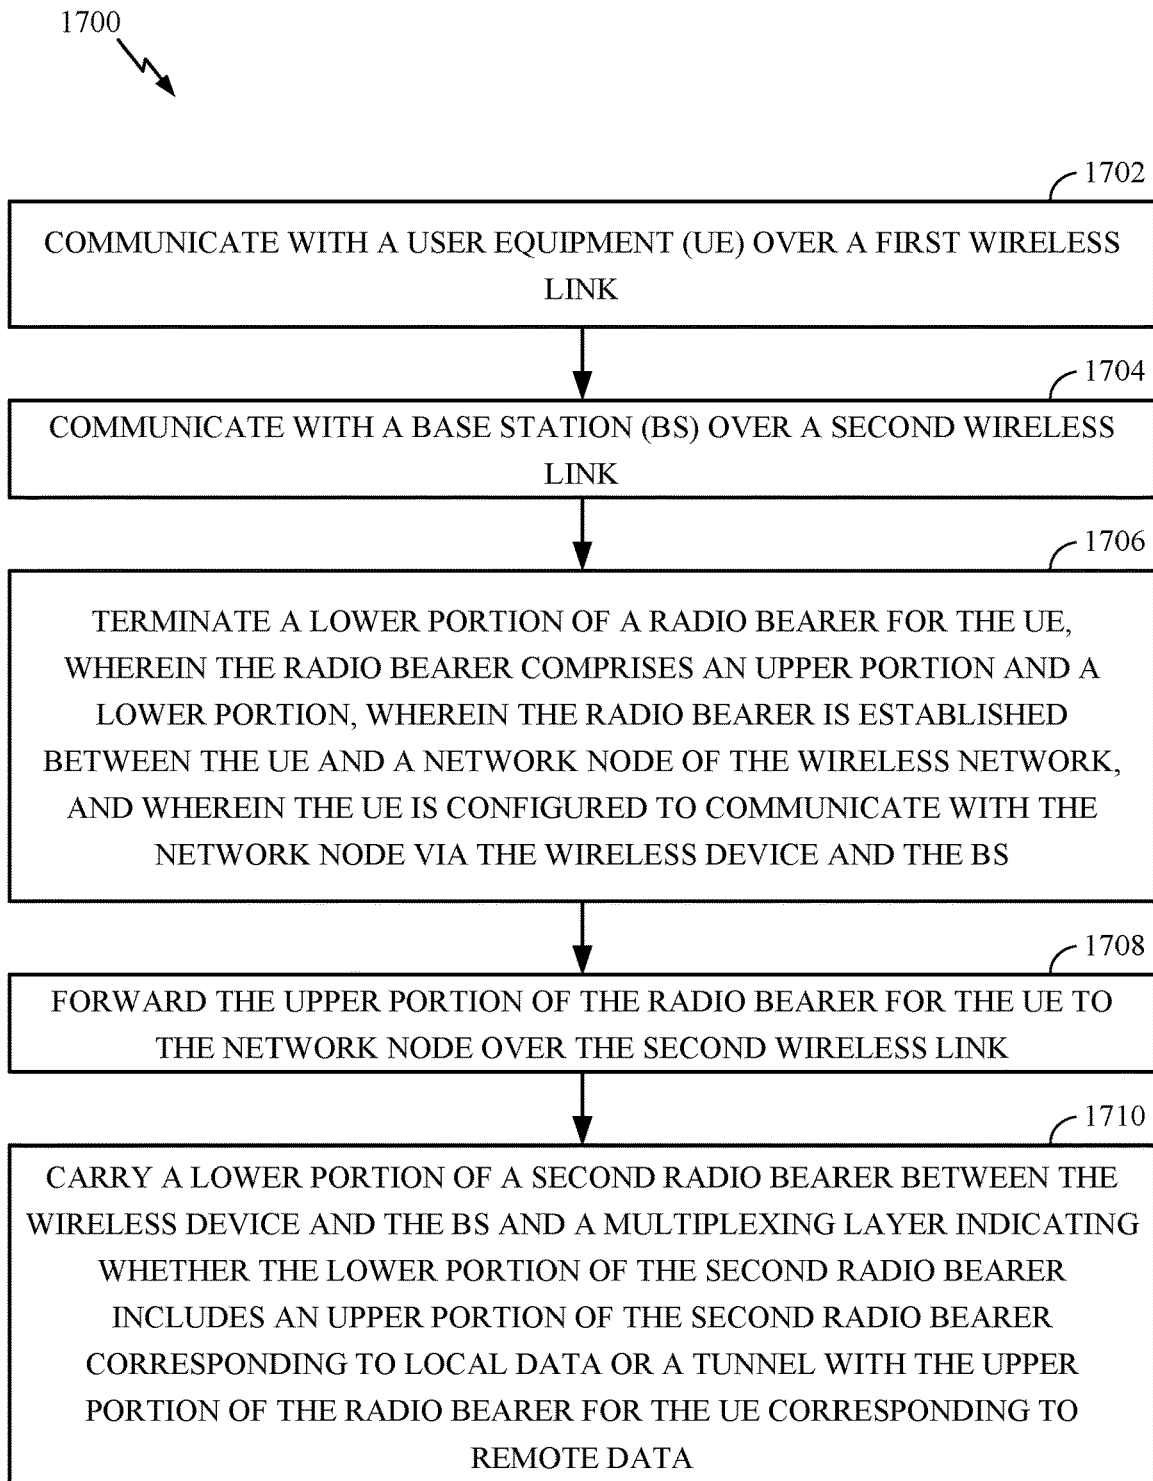 1700
1702
COMMUNICATE WITH A USER EQUIPMENT (UE) OVER A FIRST WIRELESS
LINK
1704
COMMUNICATE WITH A BASE STATION (BS) OVER A SECOND WIRELESS
LINK
1706
TERMINATE A LOWER PORTION OF A RADIO BEARER FOR THE UE,
WHEREIN THE RADIO BEARER COMPRISES AN UPPER PORTION AND A
LOWER PORTION, WHEREIN THE RADIO BEARER IS ESTABLISHED
BETWEEN THE UE AND A NETWORK NODE OF THE WIRELESS NETWORK,
AND WHEREIN THE UE IS CONFIGURED TO COMMUNICATE WITH THE
NETWORK NODE VIA THE WIRELESS DEVICE AND THE BS
1708
FORWARD THE UPPER PORTION OF THE RADIO BEARER FOR THE UE TO
THE NETWORK NODE OVER THE SECOND WIRELESS LINK
1710
CARRY A LOWER PORTION OF A SECOND RADIO BEARER BETWEEN THE
WIRELESS DEVICE AND THE BS AND A MULTIPLEXING LAYER INDICATING
WHETHER THE LOWER PORTION OF THE SECOND RADIO BEARER
INCLUDES AN UPPER PORTION OF THE SECOND RADIO BEARER
CORRESPONDING TO LOCAL DATA OR A TUNNEL WITH THE UPPER
PORTION OF THE RADIO BEARER FOR THE UE CORRESPONDING TO
REMOTE DATA